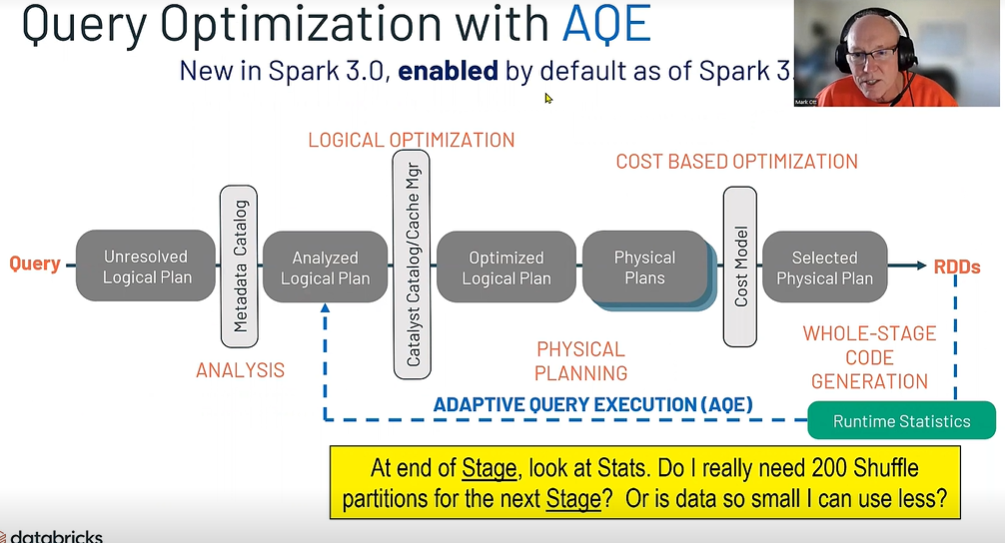 Query Optimization with AQE
New in Spark 3.0, enabled by default as of Spark 3.
Mark Ott
LOGICAL OPTIMIZATION
COST BASED OPTIMIZATION
Query
Unresolved
Logical Plan
Metadata Catalog
Analyzed
Logical Plan
Catalyst Catalog/Cache Mgr
Optimized
Logical Plan
Physical
Plans
Cost Model
Selected
Physical Plan
RDDs
ANALYSIS
PHYSICAL
PLANNING
WHOLE-STAGE
CODE
GENERATION
ADAPTIVE QUERY EXECUTION (AQE)
Runtime Statistics
At end of Stage, look at Stats. Do I really need 200 Shuffle
partitions for the next Stage? Or is data so small I can use less?
databricks